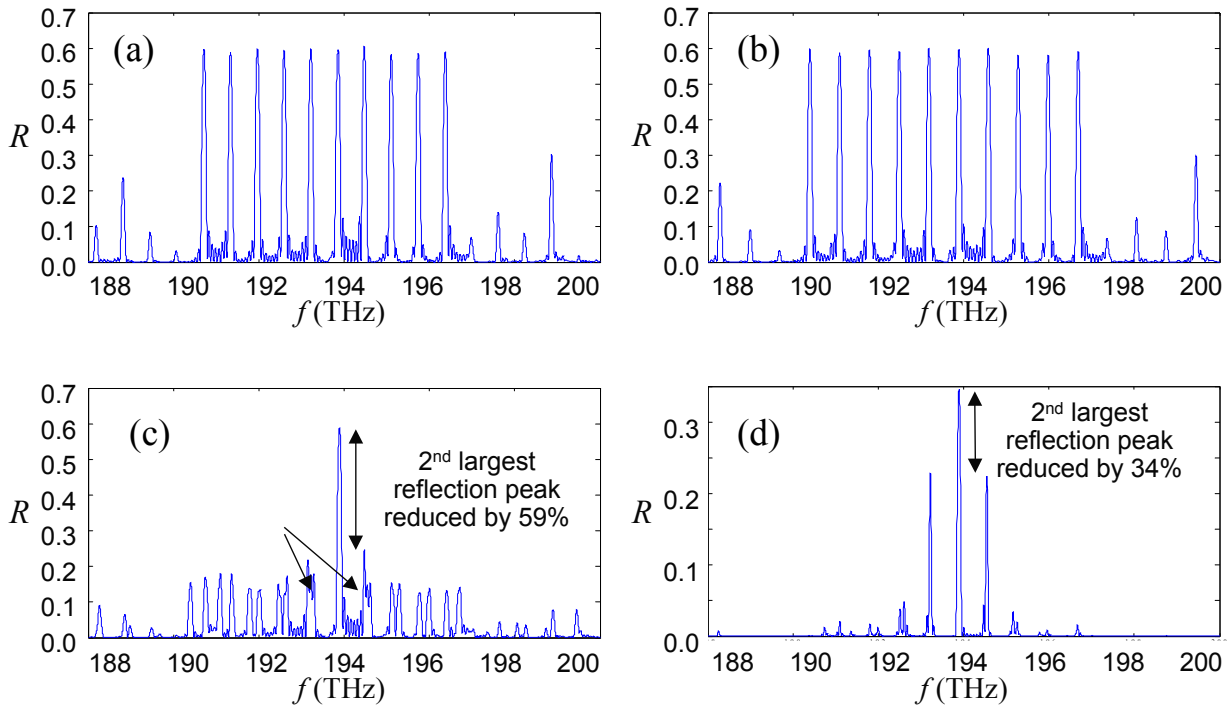 (a)
R
0.7
0.6
0.5
0.4
0.3
0.2
0.1
0.0
188 190 192 194 196 198 200
f (THz)
(b)
R
0.7
0.6
0.5
0.4
0.3
0.2
0.1
0.0
188 190 192 194 196 198 200
f (THz)
(c)
R
0.7
0.6
0.5
0.4
0.3
0.2
0.1
0.0
2nd largest
reflection peak
reduced by 59%
188 190 192 194 196 198 200
f (THz)
(d)
R
0.3
0.2
0.1
0.0
2nd largest
reflection peak
reduced by 34%
188 190 192 194 196 198 200
f (THz)